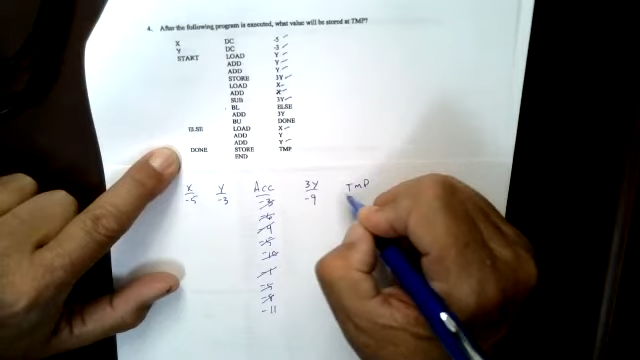 4. After the following program is executed, what value will be stored at TMP?
X DC -5
Y DC -3
START LOAD Y
ADD Y
ADD Y
STORE 3Y
LOAD X
ADD X
SUB 3Y
BL ELSE
ADD 3Y
BU DONE
ELSE LOAD X
ADD Y
ADD Y
DONE STORE TMP
END
X Y Acc 3Y TMP
-5 -3 -3 -9
-6
-9
-5
-10
-1
-5
-8
-11